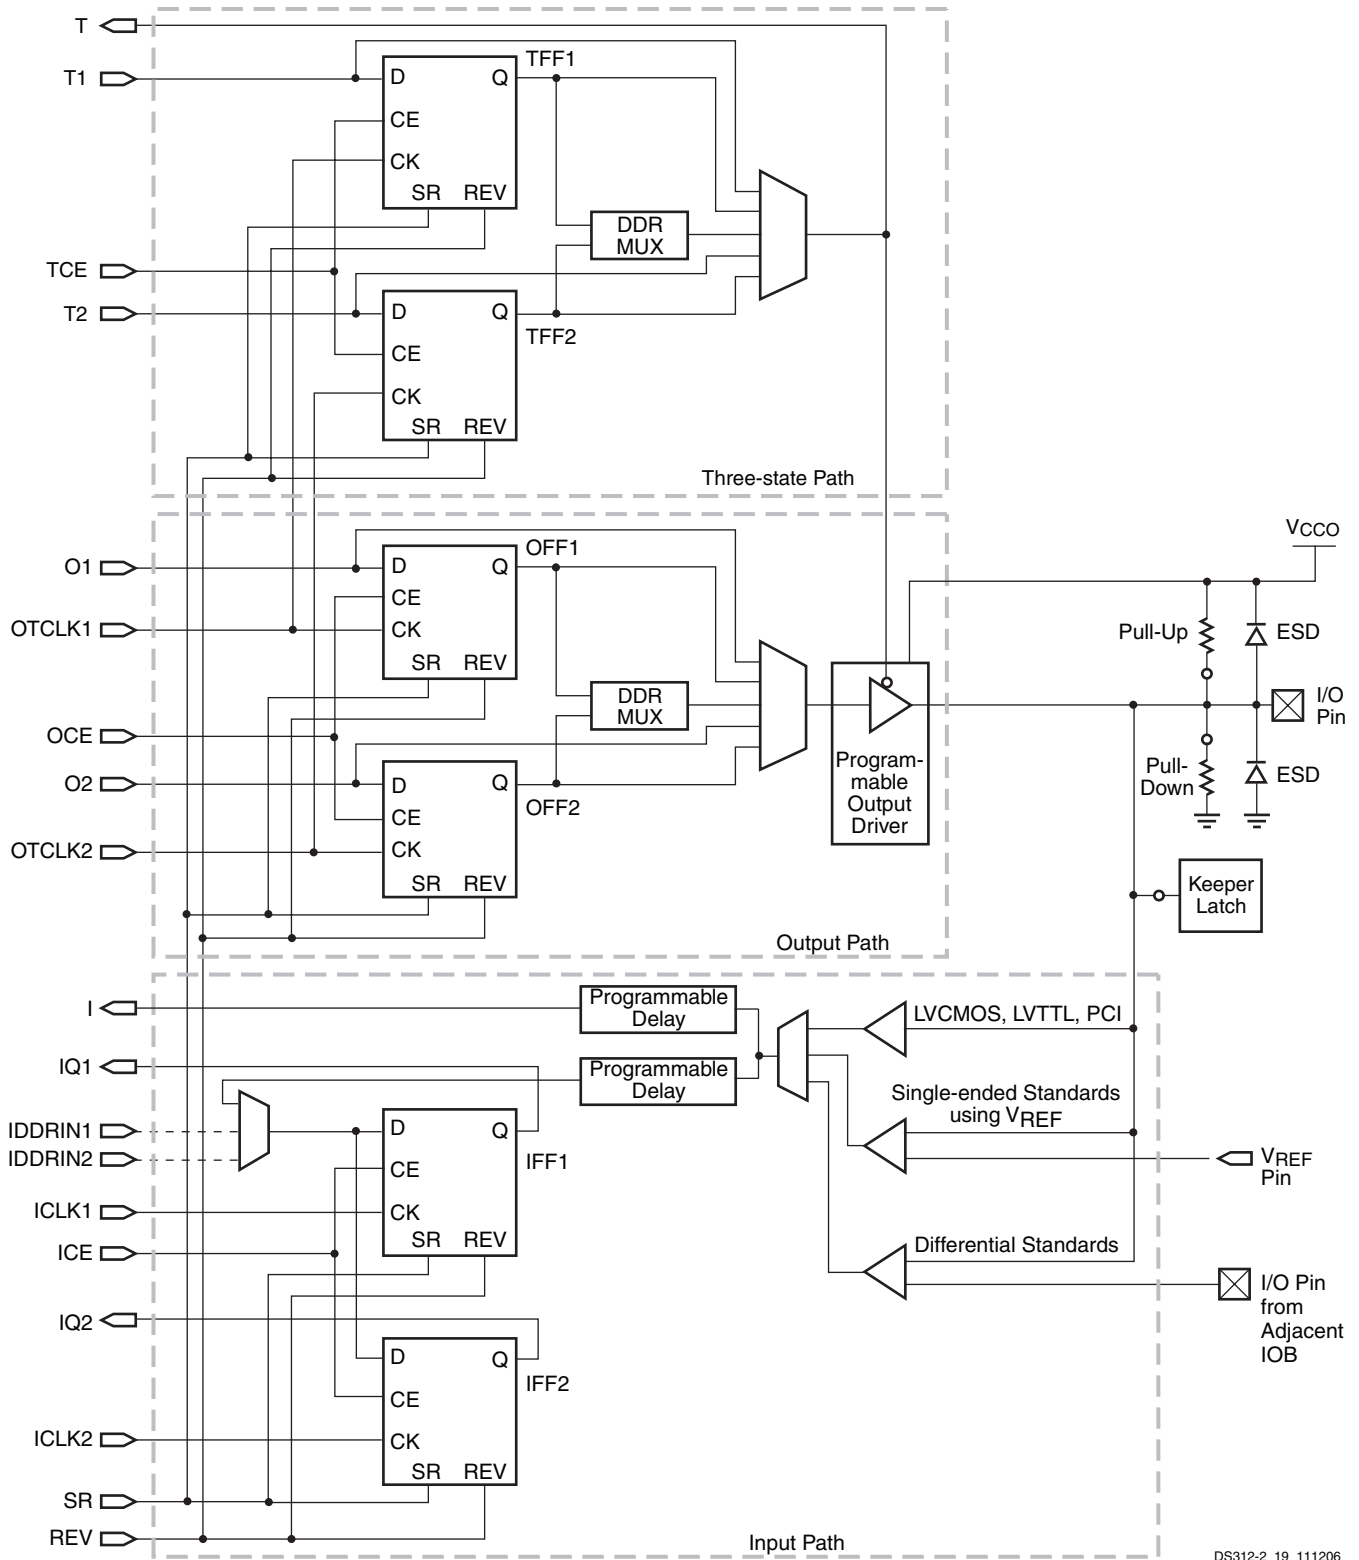 T
T1
D
Q
TFF1
CE
CK
SR
REV
DDR
MUX
TCE
T2
D
Q
TFF2
CE
CK
SR
REV
Three-state Path
O1
D
Q
OFF1
CE
OTCLK1
CK
SR
REV
DDR
MUX
OCE
O2
D
Q
OFF2
CE
OTCLK2
CK
SR
REV
Program-
mable
Output
Driver
VCCO
Pull-Up
ESD
I/O
Pin
Pull-
Down
ESD
Keeper
Latch
Output Path
I
Programmable
Delay
LVCMOS, LVTTL, PCI
IQ1
Programmable
Delay
Single-ended Standards
using VREF
IDDRIN1
IDDRIN2
D
Q
IFF1
CE
VREF
Pin
ICLK1
CK
SR
REV
ICE
Differential Standards
I/O Pin
from
Adjacent
IOB
IQ2
D
Q
IFF2
CE
ICLK2
CK
SR
REV
SR
REV
Input Path
DS312-2_19_111206